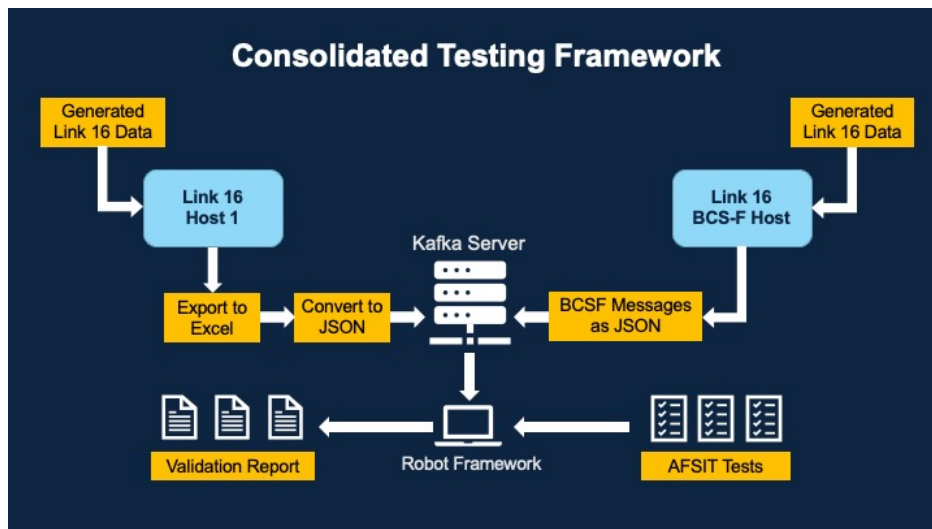 Consolidated Testing Framework
Generated
Link 16 Data
Generated
Link 16 Data
Link 16
Host 1
Link 16
BCS-F Host
Kafka Server
Export to
Excel
Convert to
JSON
BCSF Messages
as JSON
Validation Report
Robot Framework
AFSIT Tests